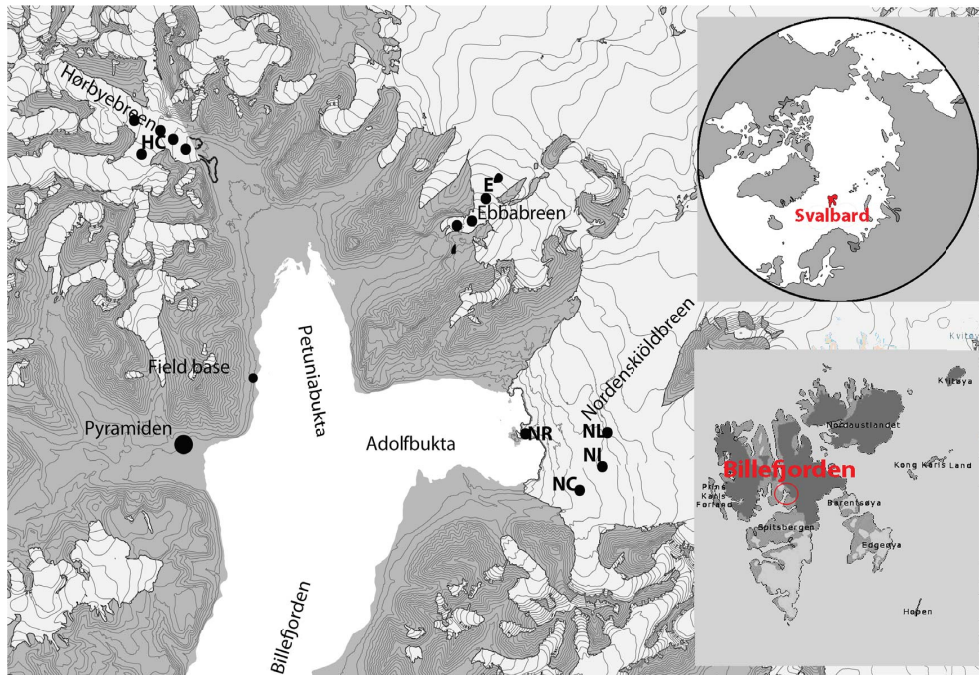 Hørbyebreen
HC
E
Ebbabreen
Svalbard
Field base
Petuniabukta
Nordenskiöldbreen
Pyramiden
Adolfbukta
NR
NL
NI
NC
Billefjorden
Kvitøya
Nordaustlandet
Billefjorden
Kong Karls Land
Prins
Karls
Forland
Barentsøya
Spitsbergen
Edgeøya
Hopen